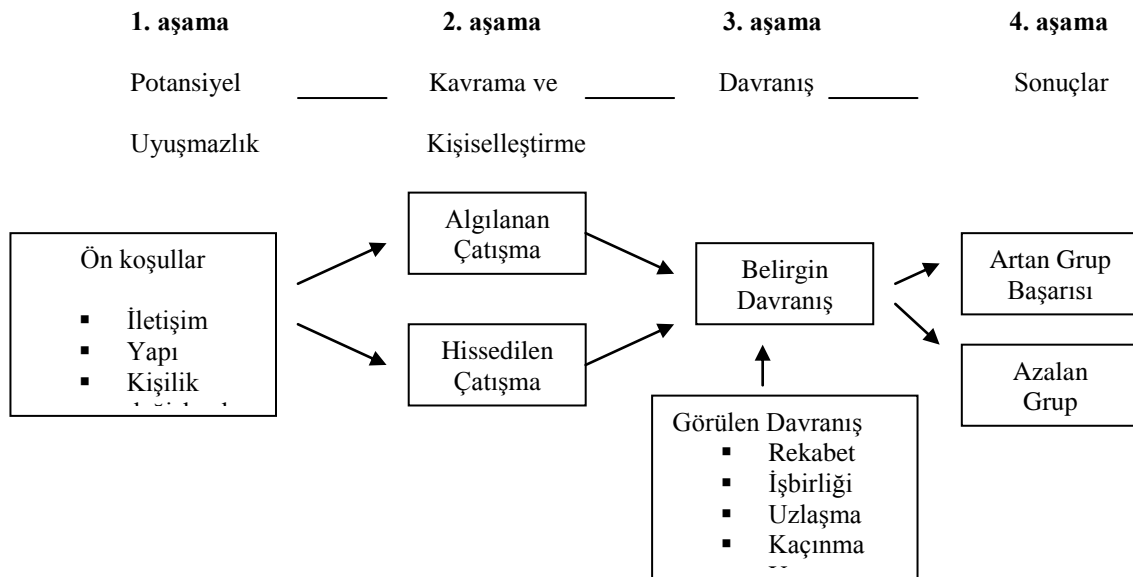 1. aşama
2. aşama
3. aşama
4. aşama
Potansiyel
Kavrama ve
Davranış
Sonuçlar
Uyuşmazlık
Kişiselleştirme
Ön koşullar
▪ İletişim
▪ Yapı
▪ Kişilik
Algılanan
Çatışma
Hissedilen
Çatışma
Belirgin
Davranış
Görülen Davranış
▪ Rekabet
▪ İşbirliği
▪ Uzlaşma
▪ Kaçınma
Artan Grup
Başarısı
Azalan
Grup